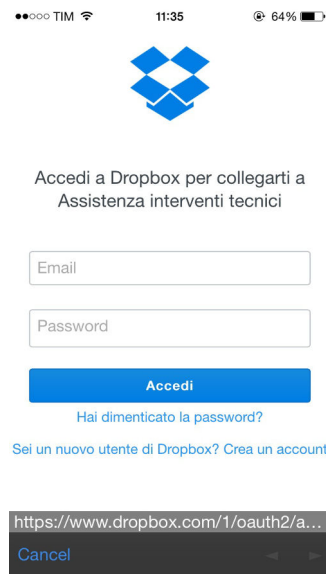 TIM 11:35 64%
Accedi a Dropbox per collegarti a
Assistenza interventi tecnici
Email
Password
Accedi
Hai dimenticato la password?
Sei un nuovo utente di Dropbox? Crea un account
https://www.dropbox.com/1/oauth2/a...
Cancel